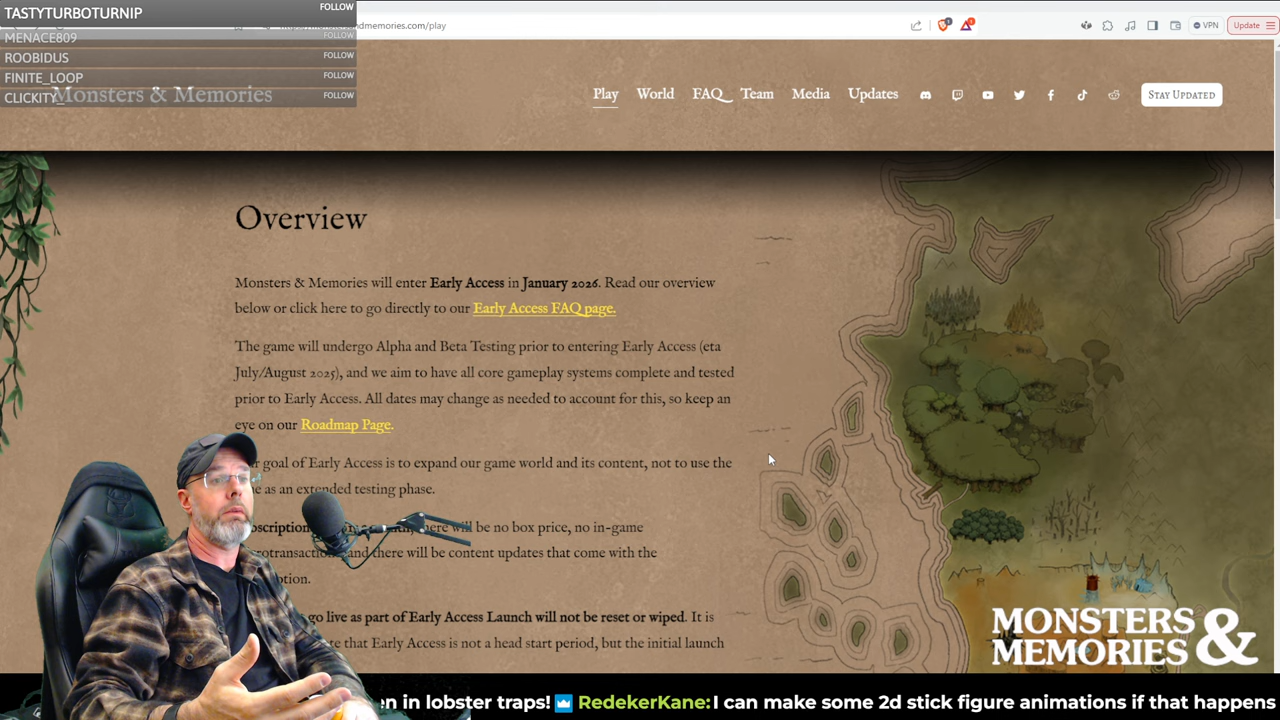 TASTYTURBOTURNIP FOLLOW
MENACE809 FOLLOW
ROOBIDUS FOLLOW
FINITE_LOOP FOLLOW
CLICKITY_ FOLLOW
ndmemories.com/play
VPN
Update
Monsters & Memories
Play World FAQ Team Media Updates
STAY UPDATED
Overview
Monsters & Memories will enter Early Access in January 2026. Read our overview
below or click here to go directly to our Early Access FAQ page.
The game will undergo Alpha and Beta Testing prior to entering Early Access (eta
July/August 2025), and we aim to have all core gameplay systems complete and tested
prior to Early Access. All dates may change as needed to account for this, so keep an
eye on our Roadmap Page.
goal of Early Access is to expand our game world and its content, not to use the
as an extended testing phase.
there will be no box price, no in-game
and there will be content updates that come with the
go live as part of Early Access Launch will not be reset or wiped. It is
that Early Access is not a head start period, but the initial launch
MONSTERS &
MEMORIES
en in lobster traps! RedekerKane: I can make some 2d stick figure animations if that happens